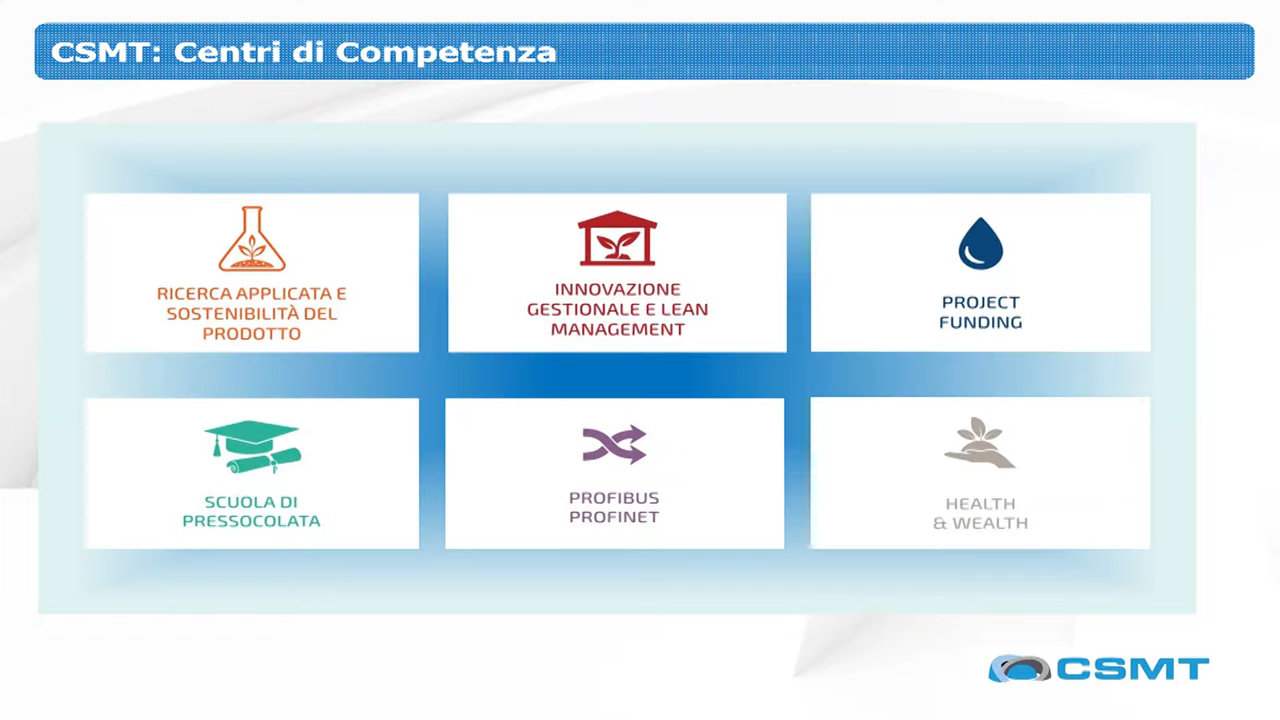 CSMT: Centri di Competenza
RICERCA APPLICATA E
SOSTENIBILITÀ DEL
PRODOTTO
INNOVAZIONE
GESTIONALE E LEAN
MANAGEMENT
PROJECT
FUNDING
SCUOLA DI
PRESSOCOLATA
PROFIBUS
PROFINET
HEALTH
& WEALTH
CSMT